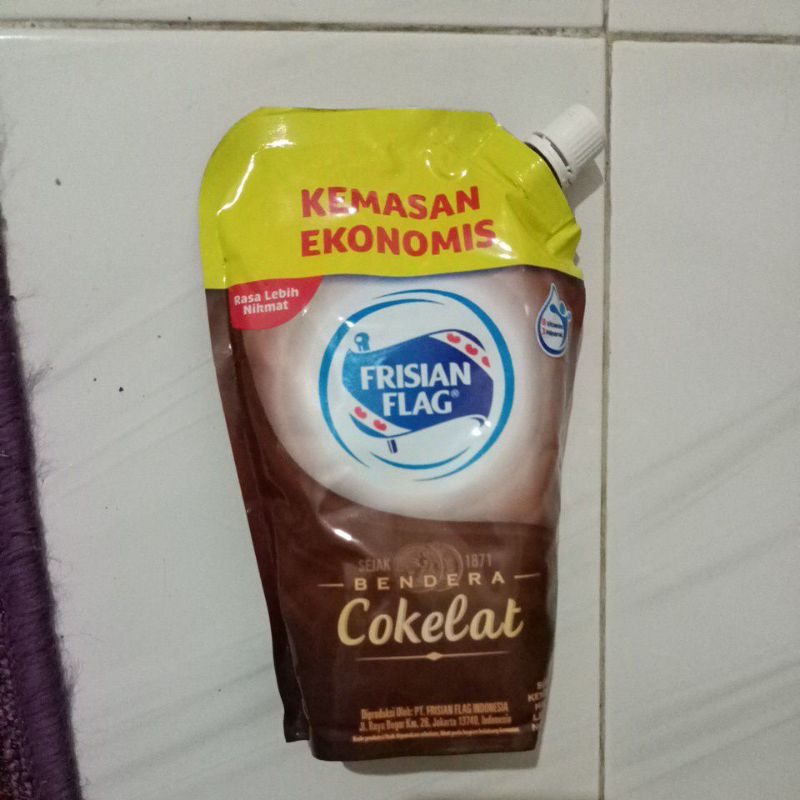 KEMASAN
EKONOMIS
Rasa Lebih
Nikmat
FRISIAN
FLAG®
SEJAK 1871
BENDERA
Cokelat
Diproduksi Oleh: PT. FRISIAN FLAG INDONESIA
Jl. Raya Bogor Km. 26, Jakarta 13740, Indonesia